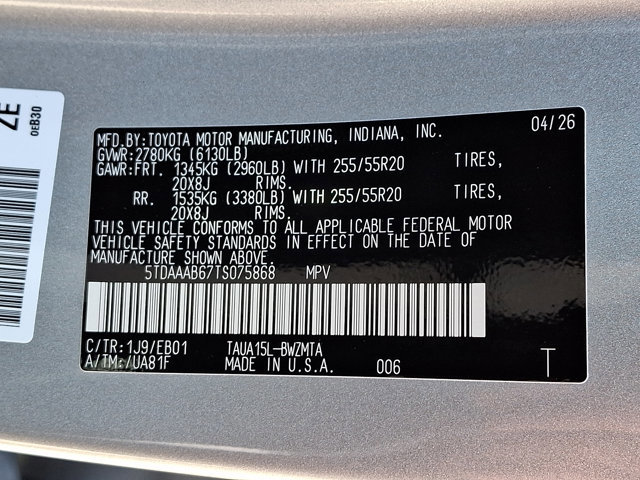 ZE
0EB30
MFD.BY:TOYOTA MOTOR MANUFACTURING, INDIANA, INC. 04/26
GVWR:2780KG (6130LB)
GAWR:FRT. 1345KG (2960LB) WITH 255/55R20 TIRES,
20X8J RIMS.
RR. 1535KG (3380LB) WITH 255/55R20 TIRES,
20X8J RIMS.
THIS VEHICLE CONFORMS TO ALL APPLICABLE FEDERAL MOTOR
VEHICLE SAFETY STANDARDS IN EFFECT ON THE DATE OF
MANUFACTURE SHOWN ABOVE.
5TDAAAB67TS075868 MPV
C/TR:1J9/EB01 TAUA15L-BWZMTA
A/TM:/UA81F MADE IN U.S.A. 006 T